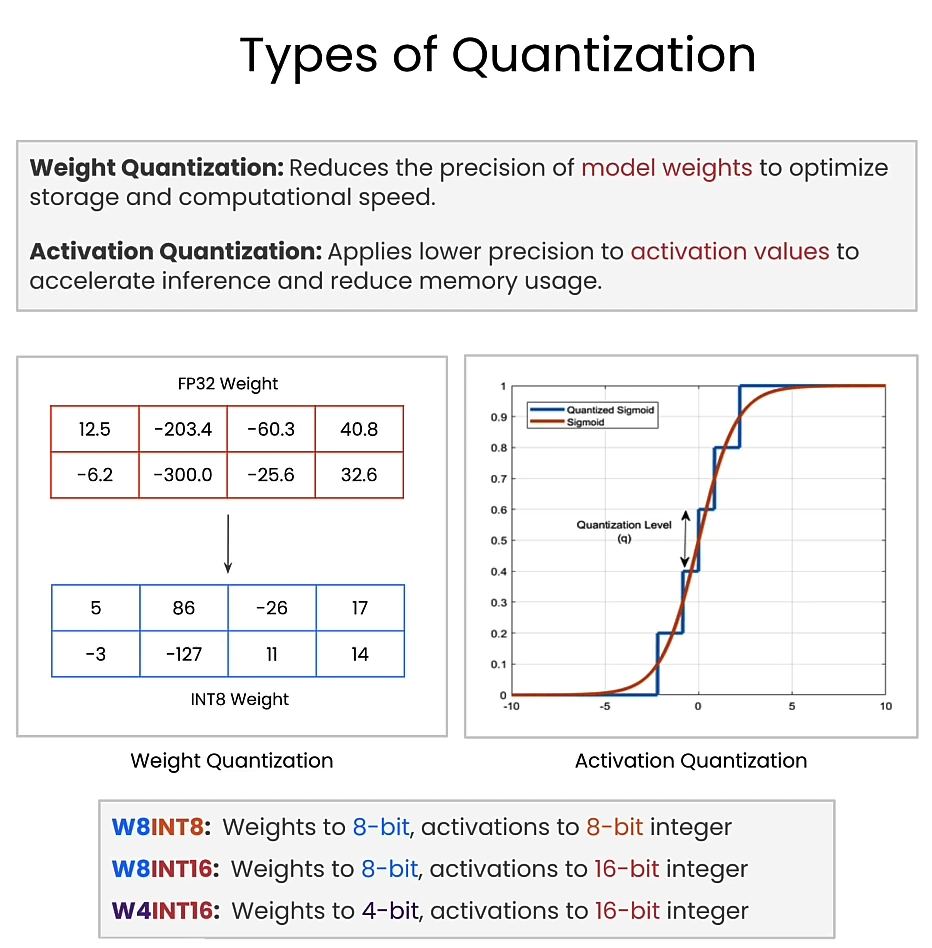 Types of Quantization
Weight Quantization: Reduces the precision of model weights to optimize
storage and computational speed.
Activation Quantization: Applies lower precision to activation values to
accelerate inference and reduce memory usage.
FP32 Weight
12.5 -203.4 -60.3 40.8
-6.2 -300.0 -25.6 32.6
5 86 -26 17
-3 -127 11 14
INT8 Weight
Weight Quantization
1
0.9
0.8
0.7
0.6
0.5
0.4
0.3
0.2
0.1
0
Quantized Sigmoid
Sigmoid
Quantization Level
(q)
-10 -5 0 5 10
Activation Quantization
W8INT8: Weights to 8-bit, activations to 8-bit integer
W8INT16: Weights to 8-bit, activations to 16-bit integer
W4INT16: Weights to 4-bit, activations to 16-bit integer